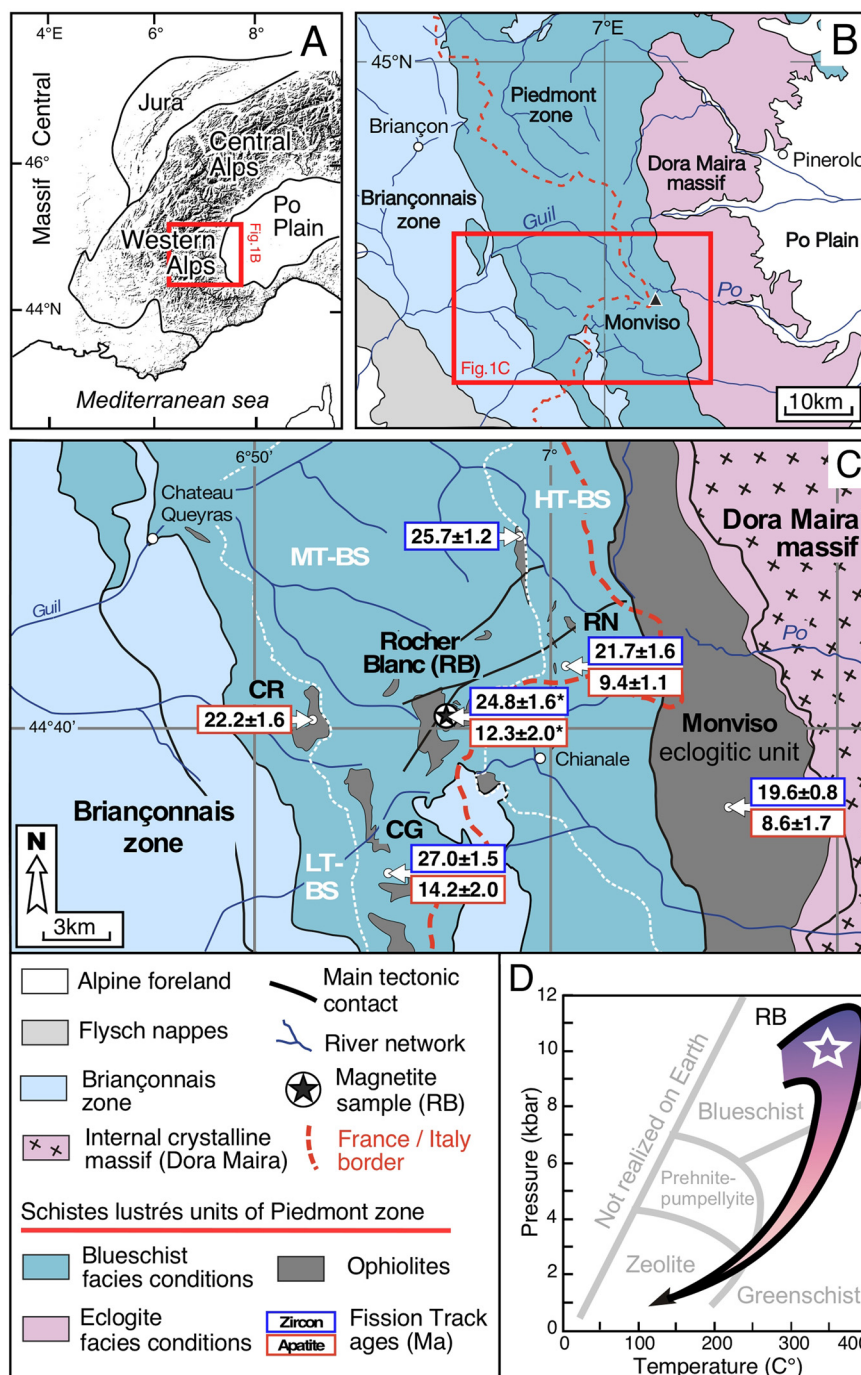 4°E
6°
8°
A
Massif Central
Jura
46°
Central
Alps
Western
Alps
Po
Plain
Fig.1B
44°N
Mediterranean sea
7°E
B
45°N
Piedmont
zone
Briançon
Briançonnais
zone
Dora Maira
massif
Pinerolo
Guil
Po Plain
Po
Monviso
Fig.1C
10km
6°50'
7°
C
Chateau
Queyras
HT-BS
25.7±1.2
MT-BS
Dora Maira
massif
Guil
Po
RN
Rocher
Blanc (RB)
21.7±1.6
9.4±1.1
CR
22.2±1.6
24.8±1.6*
12.3±2.0*
44°40'
Monviso
eclogitic unit
Chianale
19.6±0.8
8.6±1.7
Briançonnais
zone
CG
27.0±1.5
14.2±2.0
LT-
BS
N
3km
Alpine foreland
Main tectonic
contact
Flysch nappes
River network
Briançonnais
zone
Magnetite
sample (RB)
Internal crystalline
massif (Dora Maira)
France / Italy
border
Schistes lustrés units of Piedmont zone
Blueschist
facies conditions
Ophiolites
Eclogite
facies conditions
Zircon
Apatite
Fission Track
ages (Ma)
D
12
10
8
6
4
2
0
Pressure (kbar)
RB
Not realized on Earth
Blueschist
Prehnite-
pumpellyite
Zeolite
Greenschist
0
100
200
300
400
Temperature (C°)